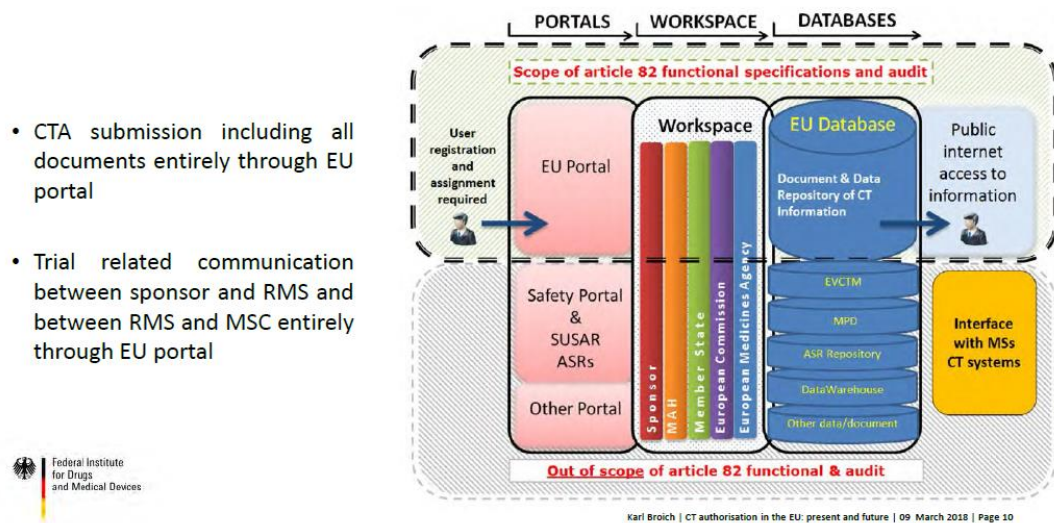 PORTALS
WORKSPACE
DATABASES
Scope of article 82 functional specifications and audit
• CTA submission including all
documents entirely through EU
portal
• Trial related communication
between sponsor and RMS and
between RMS and MSC entirely
through EU portal
User
registration
and
assignment
required
EU Portal
Safety Portal
&
SUSAR
ASRs
Other Portal
Workspace
Sponsor
MAH
Member State
European Commission
European Medicines Agency
EU Database
Document & Data
Repository of CT
Information
EVCTM
MPD
ASR Repository
DataWarehouse
Other data/document
Public
internet
access to
information
Interface
with MSs
CT systems
Out of scope of article 82 functional & audit
Federal Institute
for Drugs
and Medical Devices
Karl Broich | CT authorisation in the EU: present and future | 09 March 2018 | Page 10